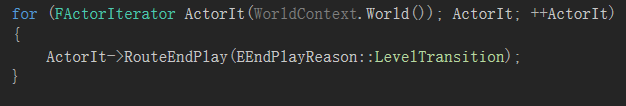 for (FActorIterator ActorIt(WorldContext.World()); ActorIt; ++ActorIt)
{
    ActorIt->RouteEndPlay(EEndPlayReason::LevelTransition);
}